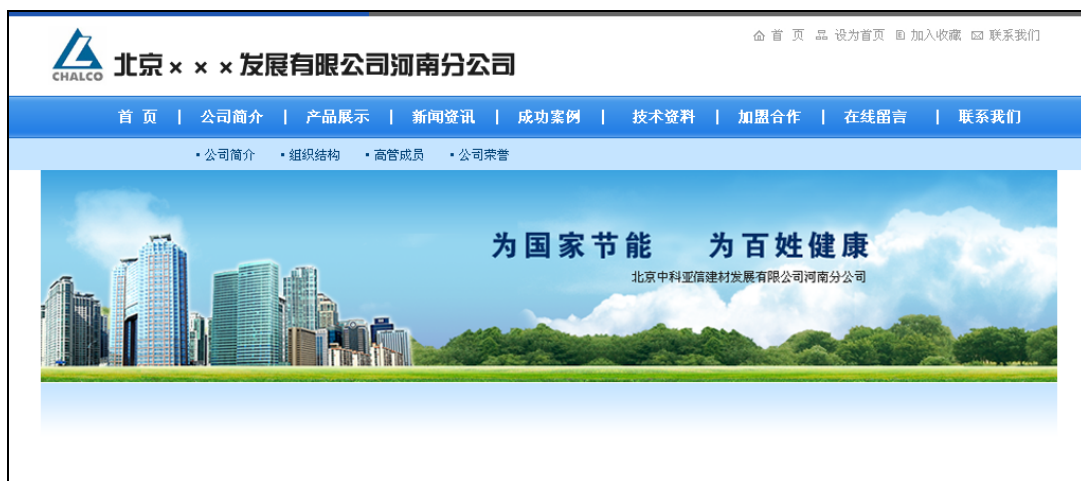 首 页 设为首页 加入收藏 联系我们
CHALCO
北京×××发展有限公司河南分公司
首 页 | 公司简介 | 产品展示 | 新闻资讯 | 成功案例 | 技术资料 | 加盟合作 | 在线留言 | 联系我们
·公司简介 ·组织结构 ·高管成员 ·公司荣誉
为国家节能 为百姓健康
北京中科亚信建材发展有限公司河南分公司